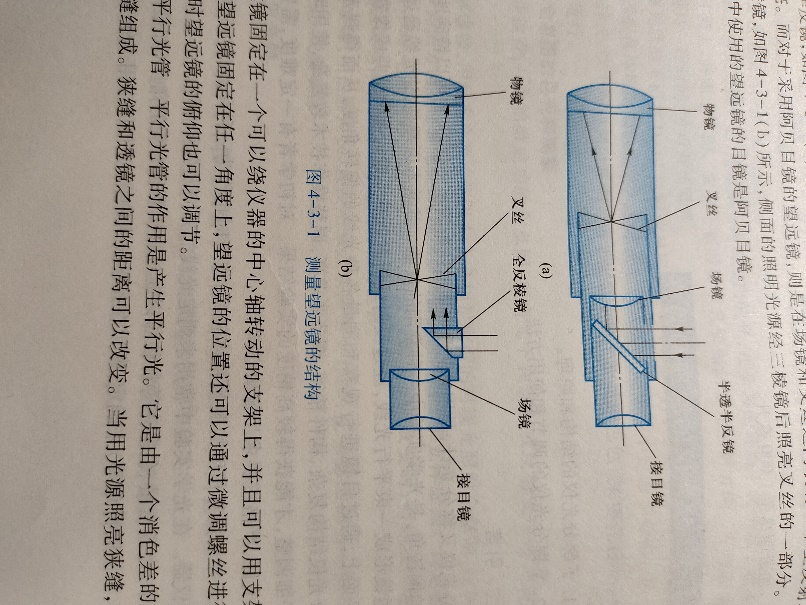 而对于采用阿贝目镜的望远镜,则是在场镜和
镜,如图4-3-1(b)所示,侧面的照明光源经三棱镜后照亮叉丝的一部分。
中使用的望远镜的目镜是阿贝目镜。
物镜
叉丝
场镜
半透半反镜
接目镜
(a)
物镜
叉丝
全反棱镜
场镜
接目镜
(b)
图4-3-1 测量望远镜的结构
镜固定在一个可以绕仪器的中心轴转动的支架上,并且可以用支
望远镜固定在任一角度上,望远镜的位置还可以通过微调螺丝进
时望远镜的俯仰也可以调节。
平行光管 平行光管的作用是产生平行光。它是由一个消色差的
缝组成。狭缝和透镜之间的距离可以改变。当用光源照亮狭缝,